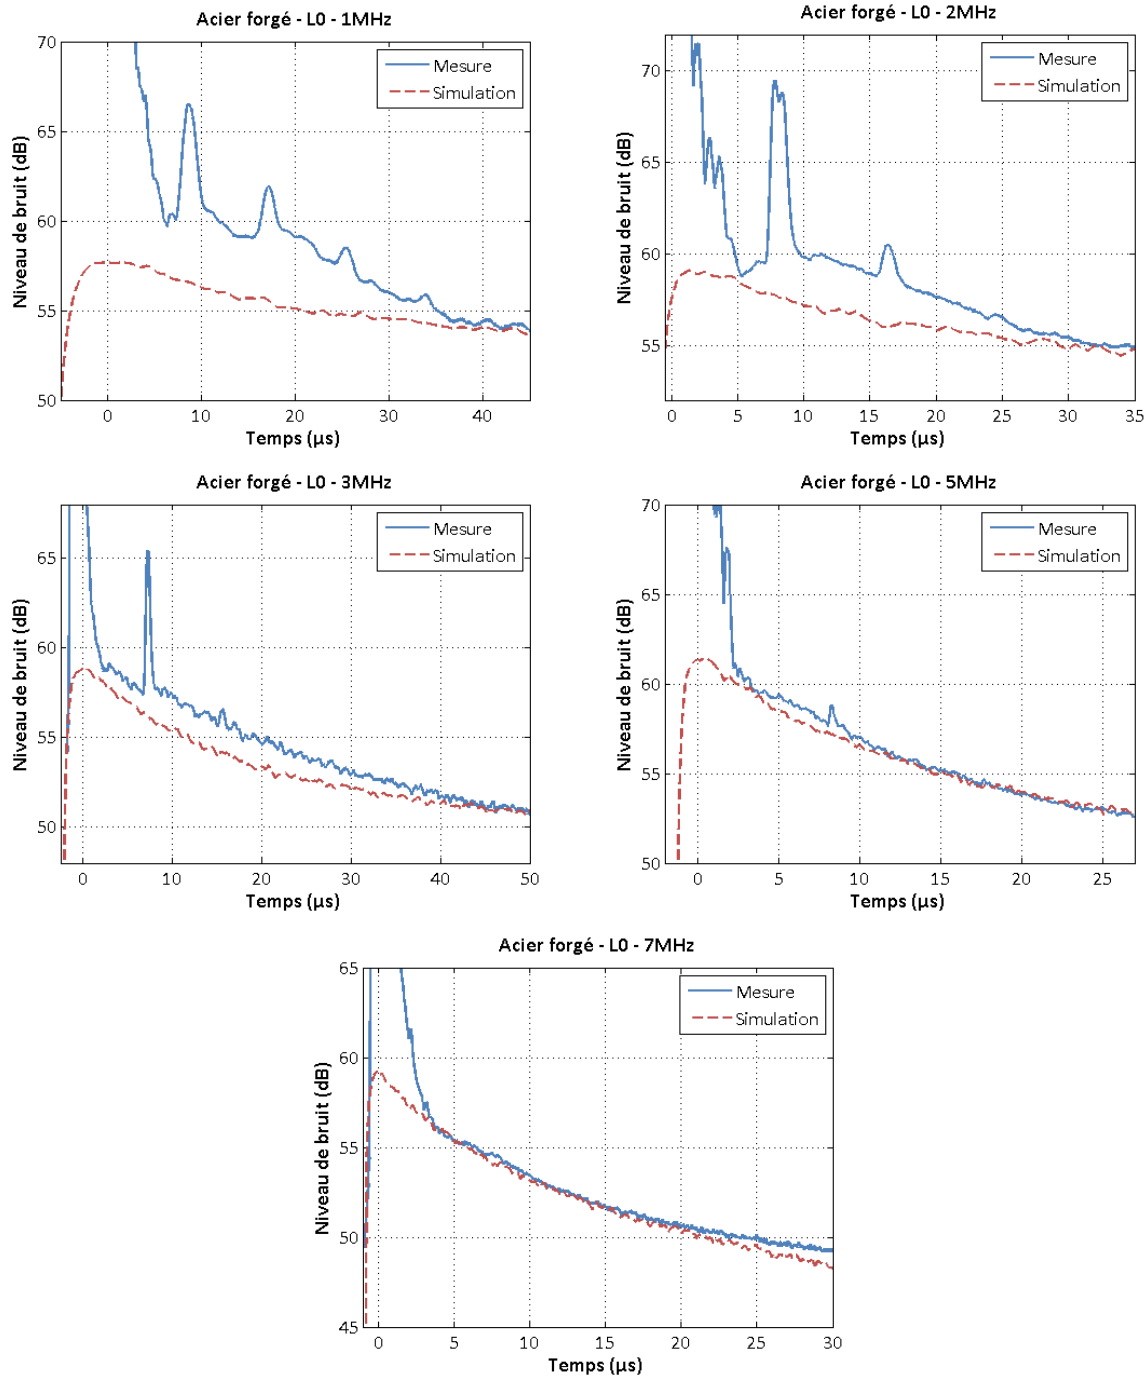 Acier forgé - L0 - 1MHz
70
65
60
55
50
Niveau de bruit (dB)
Mesure
Simulation
0 10 20 30 40
Temps (µs)
Acier forgé - L0 - 2MHz
70
65
60
55
Niveau de bruit (dB)
Mesure
Simulation
0 5 10 15 20 25 30 35
Temps (µs)
Acier forgé - L0 - 3MHz
65
60
55
50
Niveau de bruit (dB)
Mesure
Simulation
0 10 20 30 40 50
Temps (µs)
Acier forgé - L0 - 5MHz
70
65
60
55
50
Niveau de bruit (dB)
Mesure
Simulation
0 5 10 15 20 25
Temps (µs)
Acier forgé - L0 - 7MHz
65
60
55
50
45
Niveau de bruit (dB)
Mesure
Simulation
0 5 10 15 20 25 30
Temps (µs)